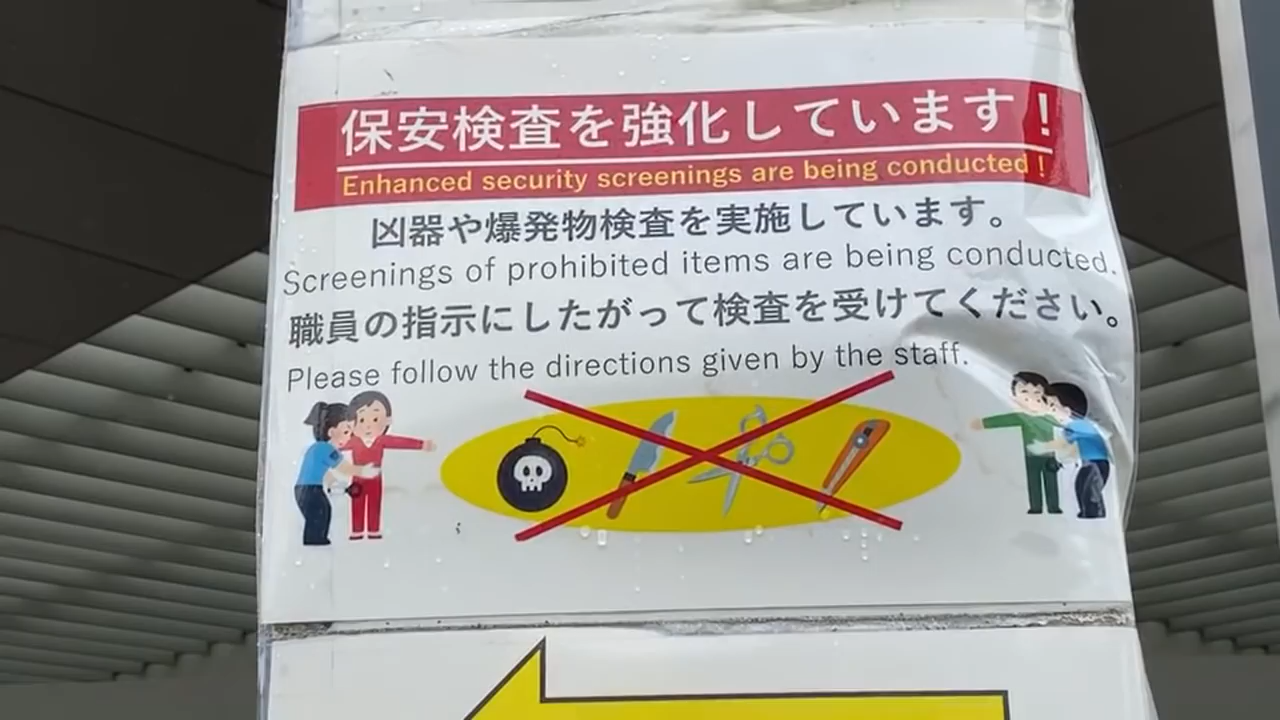 保安検査を強化しています！
Enhanced security screenings are being conducted！
凶器や爆発物検査を実施しています。
Screenings of prohibited items are being conducted.
職員の指示にしたがって検査を受けてください。
Please follow the directions given by the staff.